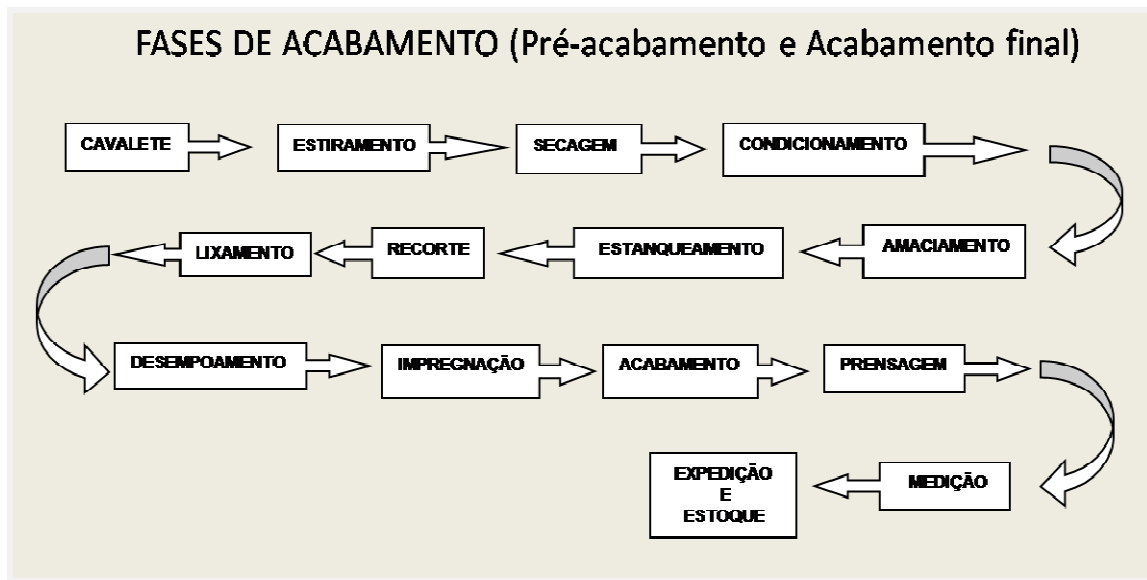 FASES DE ACABAMENTO (Pré-acabamento e Acabamento final)
CAVALETE
ESTIRAMENTO
SECAGEM
CONDICIONAMENTO
AMACIAMENTO
ESTANQUEAMENTO
RECORTE
LIXAMENTO
DESEMPOAMENTO
IMPREGNAÇÃO
ACABAMENTO
PRENSAGEM
MEDIÇÃO
EXPEDIÇÃO
E
ESTOQUE